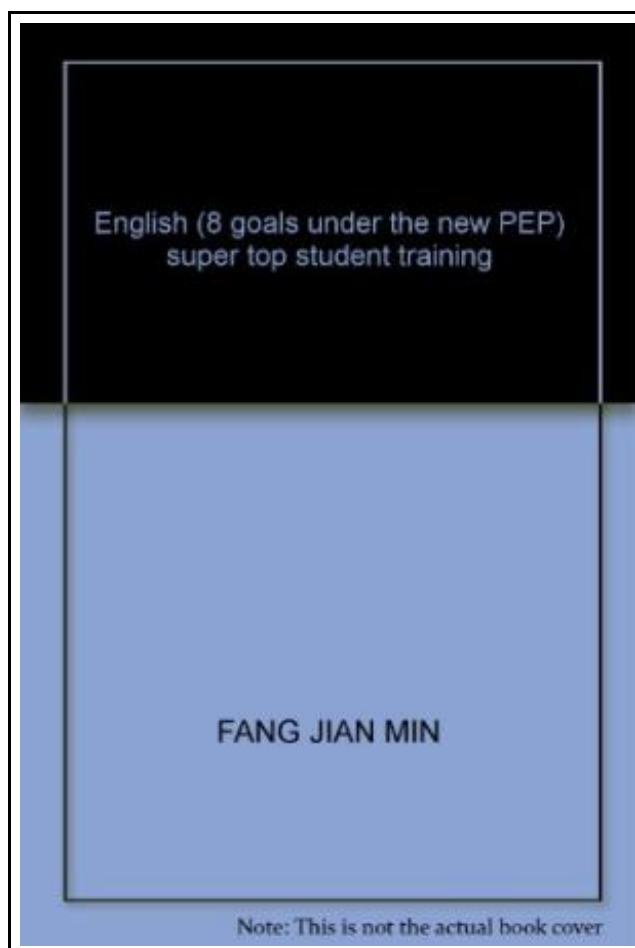 English (8 goals under the new PEP)
super top student training
FANG JIAN MIN
Note: This is not the actual book cover